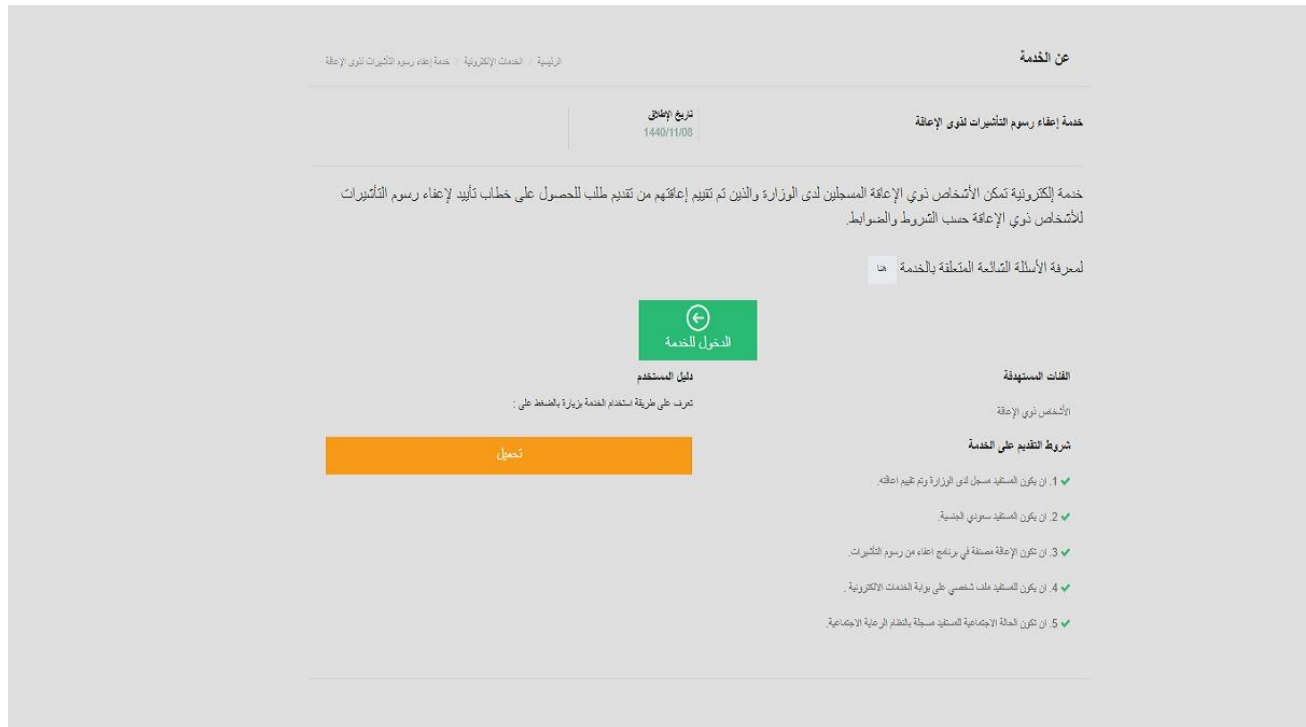 عن الخدمة
الرئيسية / الخدمات الإلكترونية / خدمة إعفاء رسوم التأشيرات لذوى الإعاقة
خدمة إعفاء رسوم التأشيرات لذوى الإعاقة
تاريخ الإطلاق
1440/11/08
خدمة إلكترونية تمكن الأشخاص ذوي الإعاقة المسجلين لدى الوزارة والذين تم تقييم إعاقتهم من تقديم طلب للحصول على خطاب تأييد لإعفاء رسوم التأشيرات
للأشخاص ذوي الإعاقة حسب الشروط والضوابط.
لمعرفة الأسئلة الشائعة المتعلقة بالخدمة هنا
الدخول للخدمة
الفئات المستهدفة
الأشخاص ذوي الإعاقة
شروط التقديم على الخدمة
1. ان يكون المستفيد مسجل لدى الوزارة وتم تقييم اعاقته.
2. ان يكون المستفيد سعودي الجنسية.
3. ان تكون الإعاقة مصنفة في برنامج اعفاء من رسوم التأشيرات.
4. ان يكون للمستفيد ملف شخصي على بوابة الخدمات الالكترونية .
5. ان تكون الحالة الاجتماعية للمستفيد مسجلة بالنظام الرعاية الاجتماعية.
دليل المستخدم
تعرف على طريقة استخدام الخدمة بزيارة بالضغط على :
تحميل